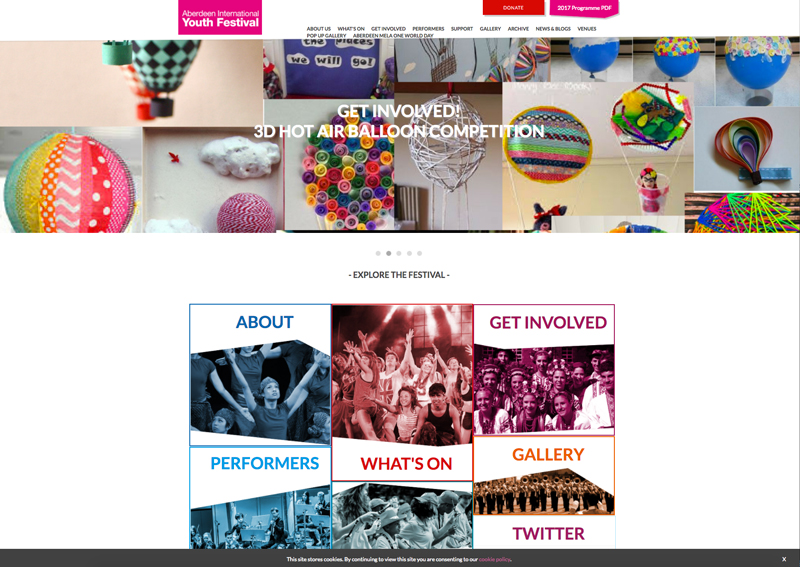 Aberdeen International
Youth Festival
DONATE
2017 Programme PDF
ABOUT US WHAT'S ON GET INVOLVED PERFORMERS SUPPORT GALLERY ARCHIVE NEWS & BLOGS VENUES
POP UP GALLERY ABERDEEN MELA ONE WORLD DAY
the places
we will go!
GET INVOLVED!
3D HOT AIR BALLOON COMPETITION
- EXPLORE THE FESTIVAL -
ABOUT
GET INVOLVED
PERFORMERS
WHAT'S ON
GALLERY
TWITTER
This site stores cookies. By continuing to view this site you are consenting to our cookie policy.
X